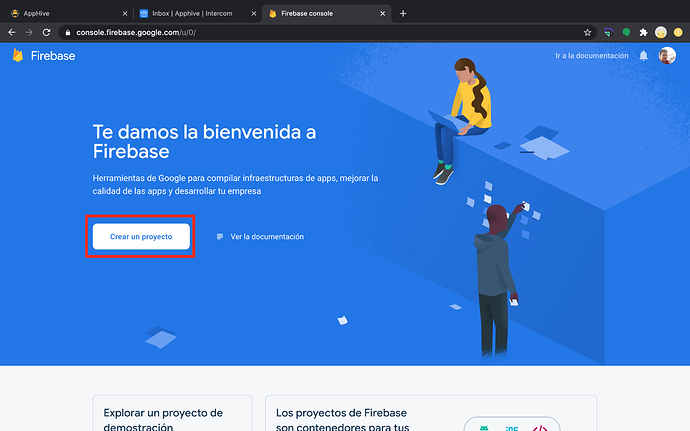 AppHive
Inbox | Apphive | Intercom
Firebase console
console.firebase.google.com/u/0/
Firebase
Ir a la documentación
Te damos la bienvenida a
Firebase
Herramientas de Google para compilar infraestructuras de apps, mejorar la
calidad de las apps y desarrollar tu empresa
Crear un proyecto
Ver la documentación
Explorar un proyecto de
demostración
Los proyectos de Firebase
son contenedores para tus